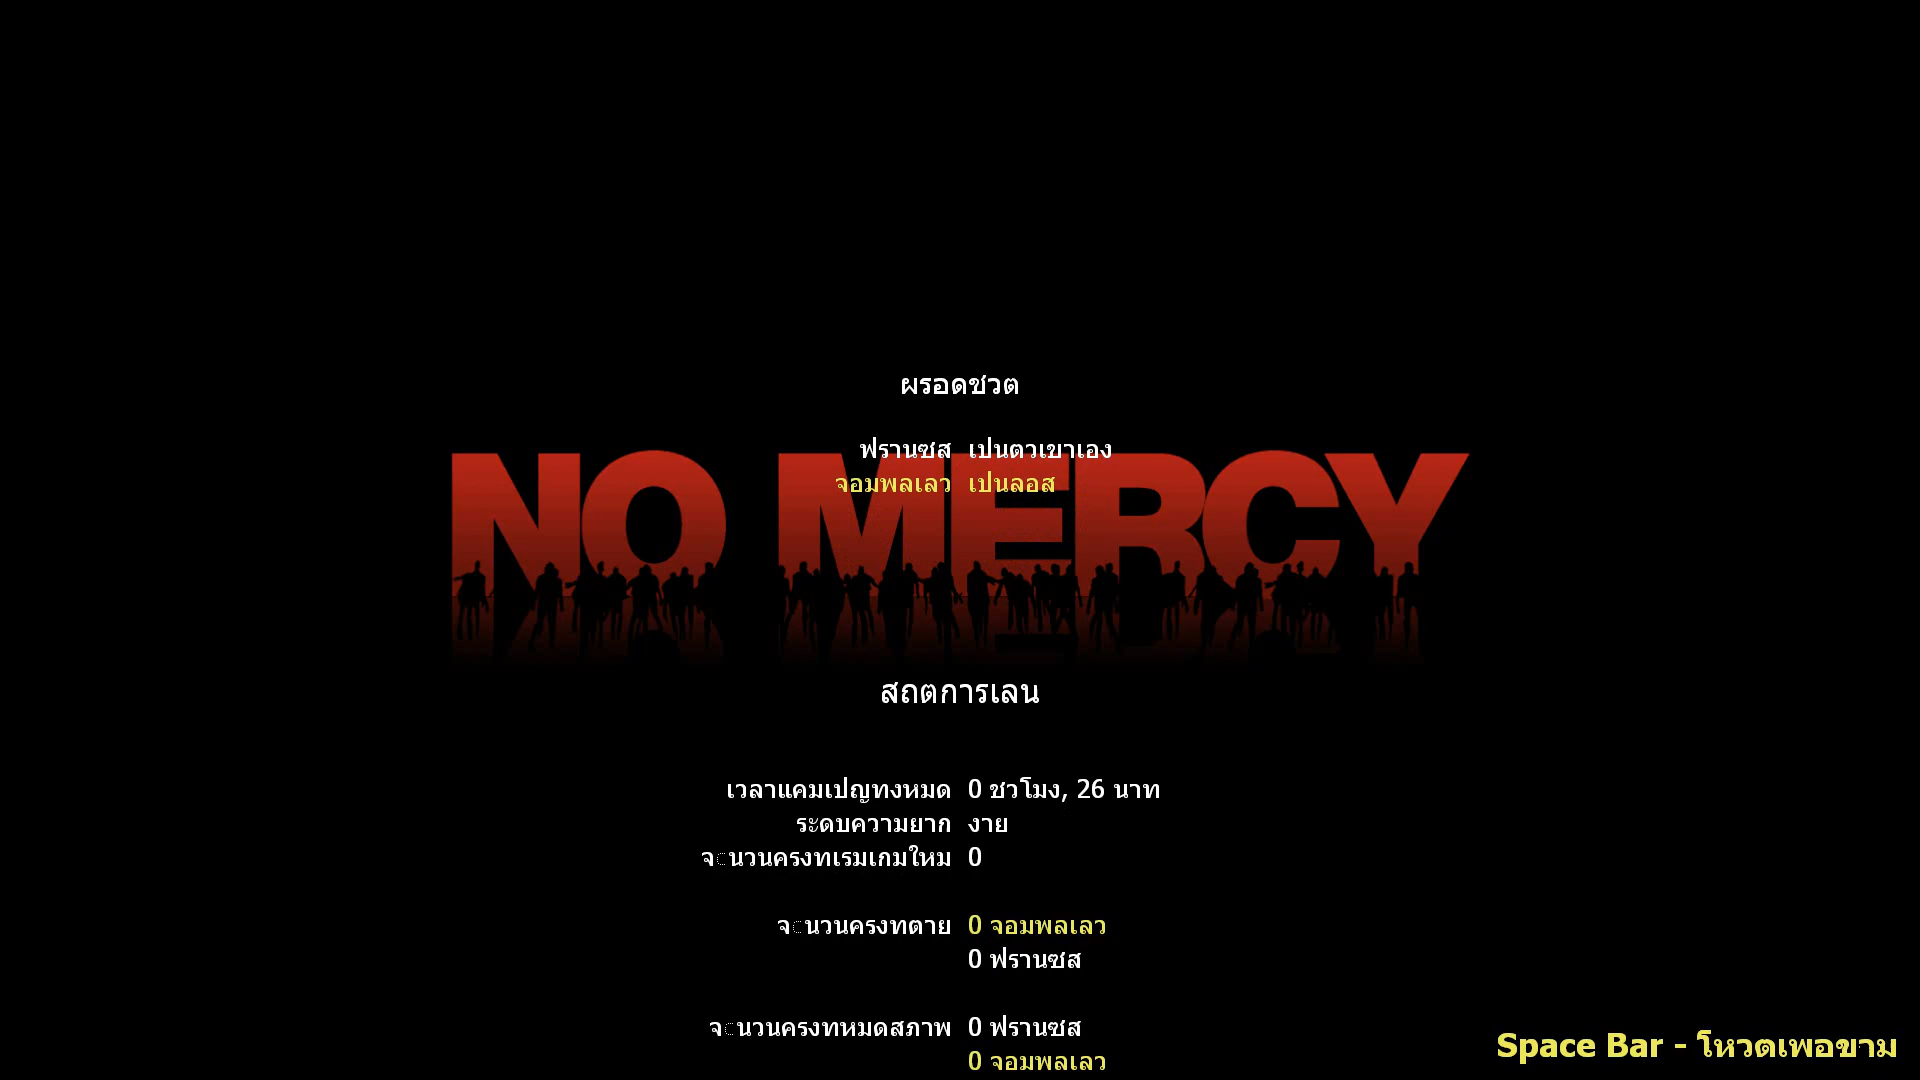 ผรอดชวต
ฟรานซส เปนตวเขาเอง
จอมพลเลว เปนลอส
NO MERCY
สถตการเลน
เวลาแคมเปญทงหมด 0 ชวโมง, 26 นาท
ระดบความยาก งาย
จํนวนครงทเรมเกมใหม 0
จํนวนครงทตาย 0 จอมพลเลว
0 ฟรานซส
จํนวนครงทหมดสภาพ 0 ฟรานซส
0 จอมพลเลว
Space Bar - โหวตเพอขาม